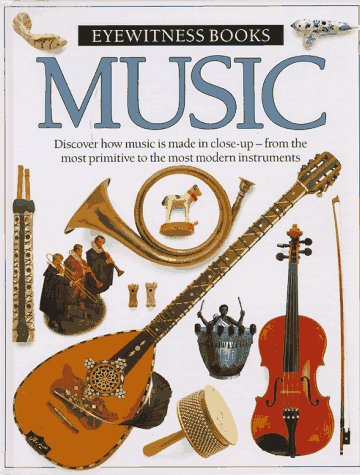 EYEWITNESS BOOKS
MUSIC
Discover how music is made in close-up – from the
most primitive to the most modern instruments